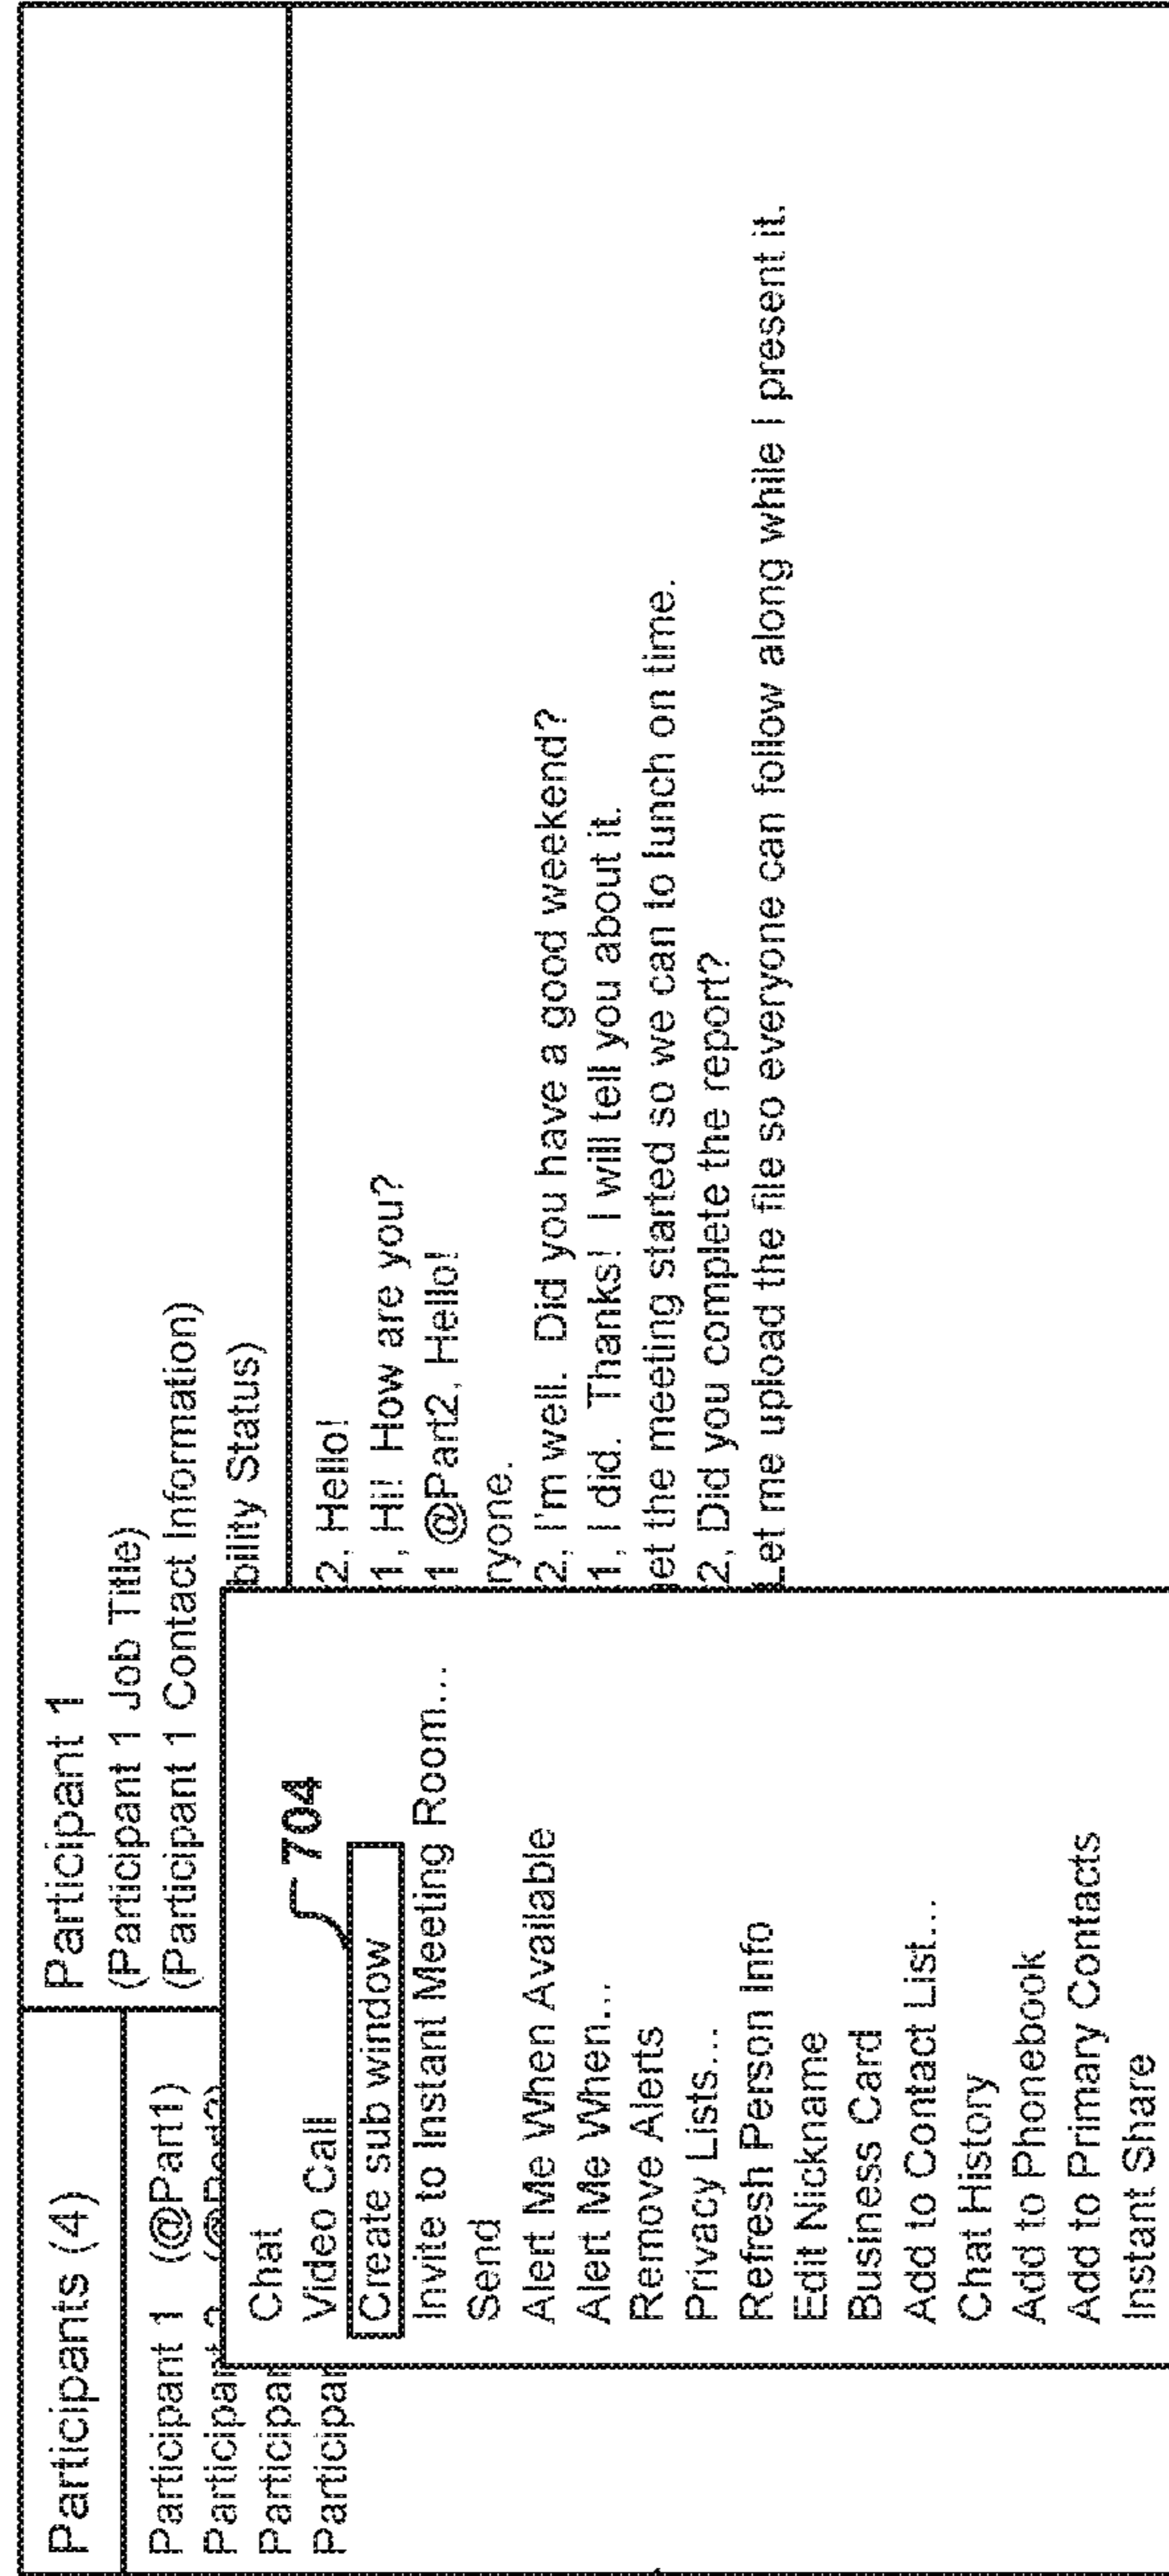 Participants (4)
Participant 1 (@Part1)
Participant 2 (@Part2)
Participan
Participan
Participant 1
(Participant 1 Job Title)
(Participant 1 Contact Information)
bility Status)
Chat
Video Call
704
Create sub window
Invite to Instant Meeting Room...
Send
Alert Me When Available
Alert Me When...
Remove Alerts
Privacy Lists...
Refresh Person Info
Edit Nickname
Business Card
Add to Contact List...
Chat History
Add to Phonebook
Add to Primary Contacts
Instant Share
2, Hello!
1, Hi! How are you?
1 @Part2, Hello!
ryone.
2, I'm well. Did you have a good weekend?
1, I did. Thanks! I will tell you about it.
et the meeting started so we can to lunch on time.
2, Did you complete the report?
Let me upload the file so everyone can follow along while I present it.